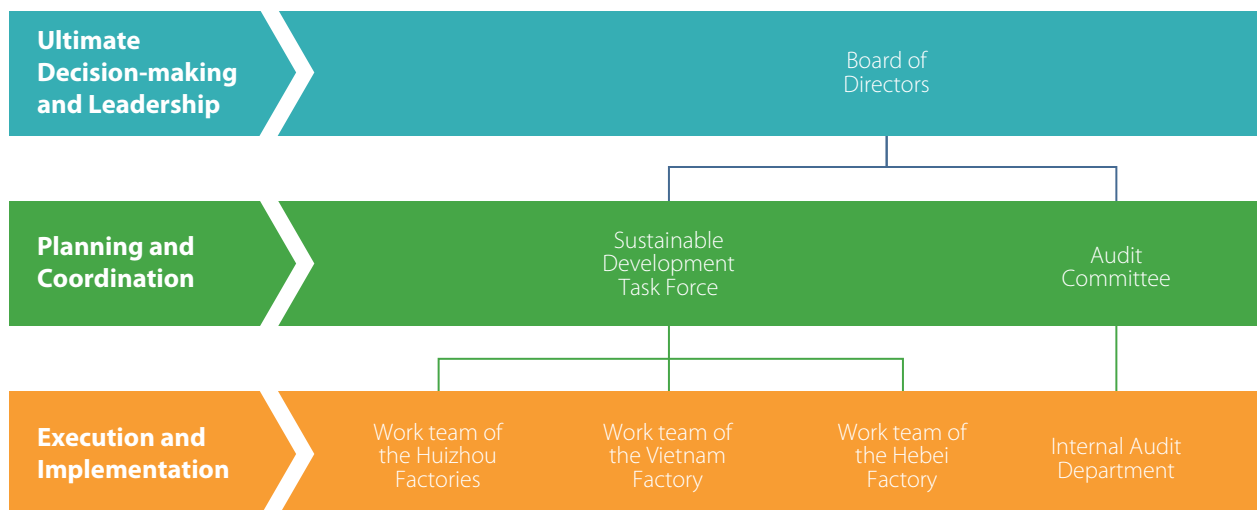 Ultimate
Decision-making
and Leadership
Board of
Directors
Planning and
Coordination
Sustainable
Development
Task Force
Audit
Committee
Execution and
Implementation
Work team of
the Huizhou
Factories
Work team of
the Vietnam
Factory
Work team of
the Hebei
Factory
Internal Audit
Department